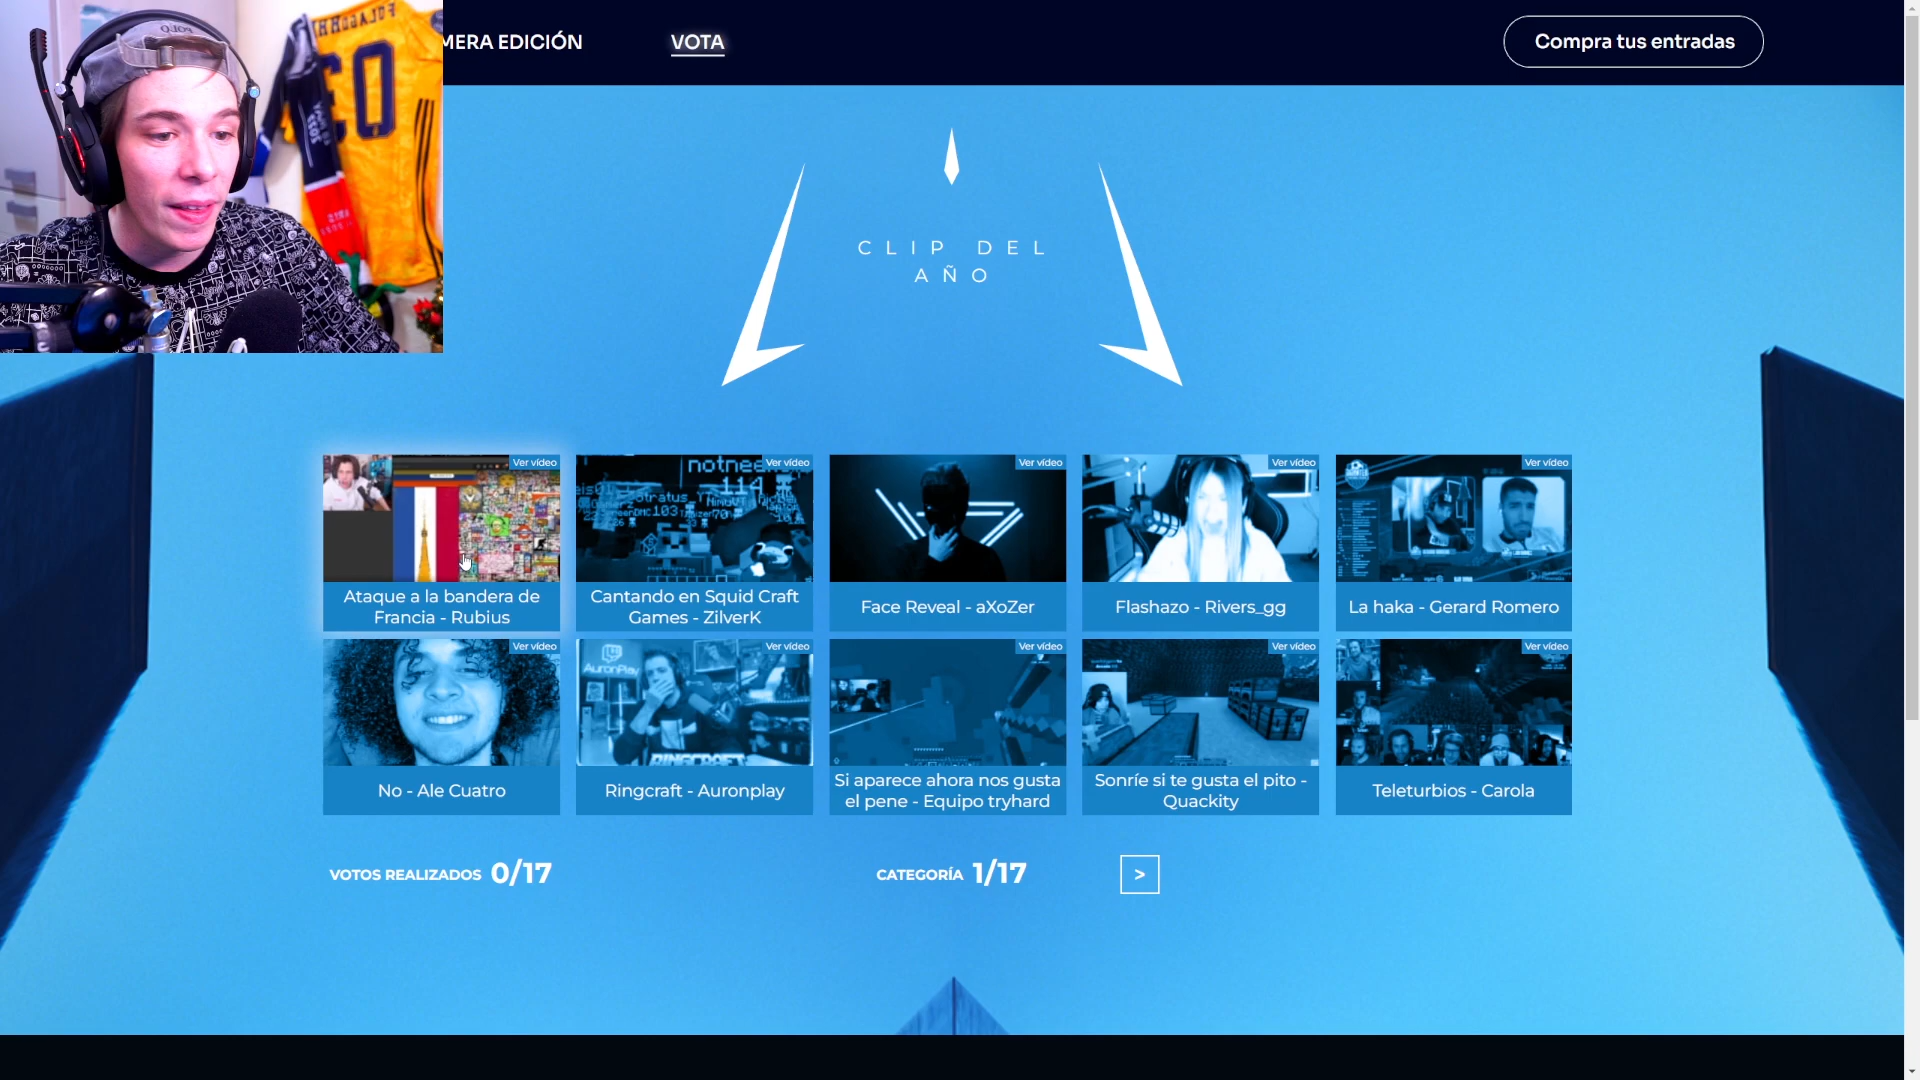 MERA EDICIÓN
VOTA
Compra tus entradas
CLIP DEL
AÑO
Ver vídeo
Ver vídeo
Ver vídeo
Ver vídeo
Ver vídeo
Ataque a la bandera de
Francia - Rubius
Cantando en Squid Craft
Games - ZilverK
Face Reveal - aXoZer
Flashazo - Rivers_gg
La haka - Gerard Romero
Ver vídeo
Ver vídeo
Ver vídeo
Ver vídeo
Ver vídeo
AuronPlay
RINGCRAFT
No - Ale Cuatro
Ringcraft - Auronplay
Si aparece ahora nos gusta
el pene - Equipo tryhard
Sonríe si te gusta el pito -
Quackity
Teleturbios - Carola
VOTOS REALIZADOS 0/17
CATEGORÍA 1/17
>